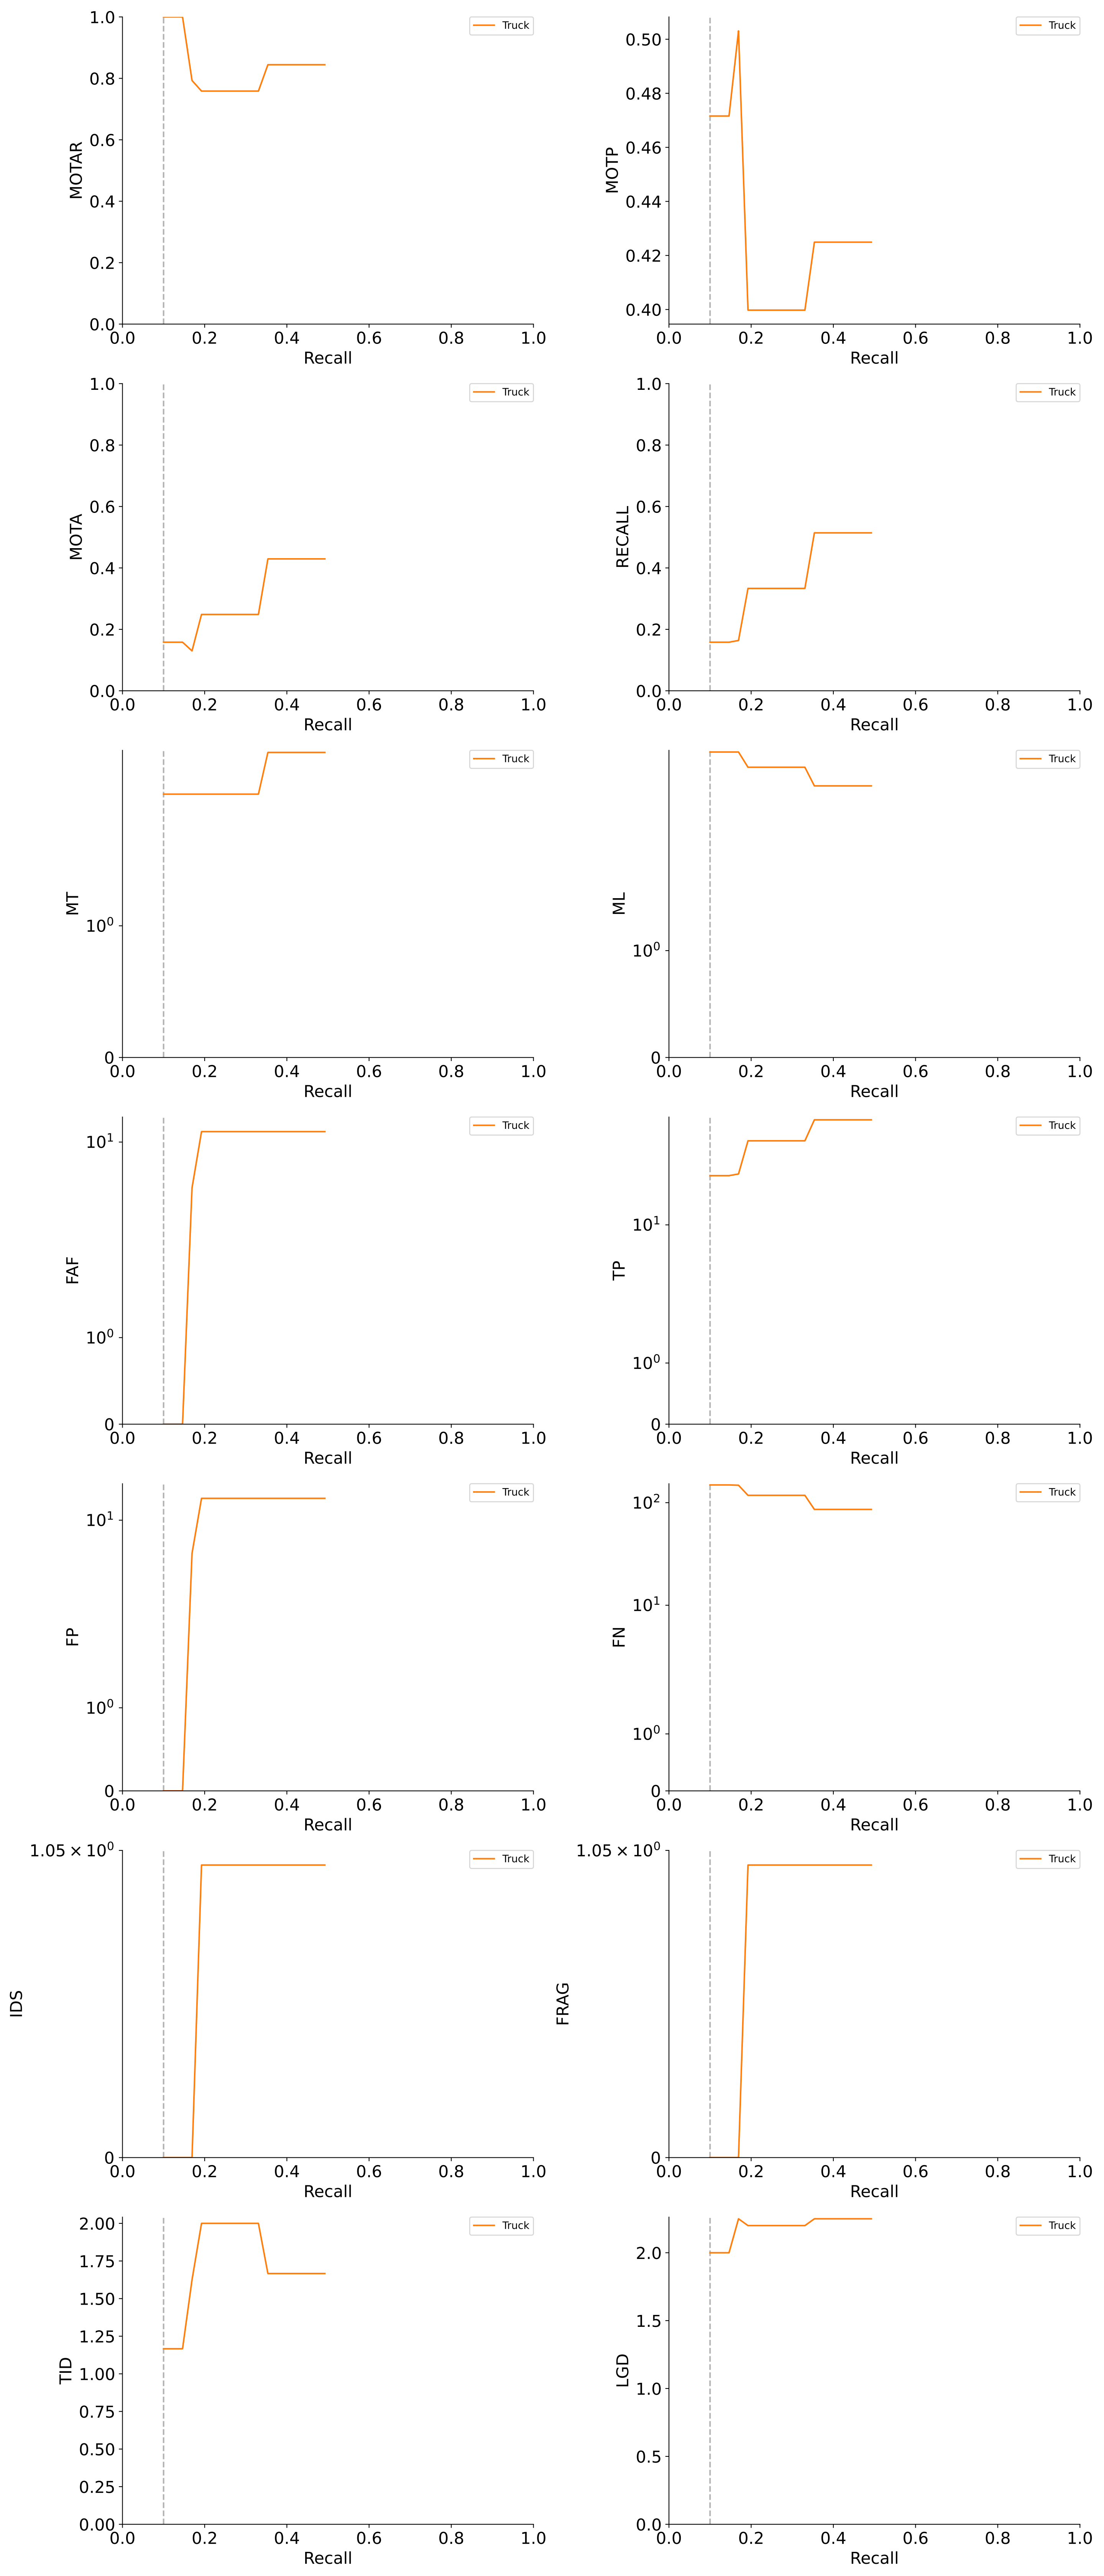 MOTAR
1.0
0.8
0.6
0.4
0.2
0.0
0.0 0.2 0.4 0.6 0.8 1.0
Recall
Truck
MOTP
0.50
0.48
0.46
0.44
0.42
0.40
0.0 0.2 0.4 0.6 0.8 1.0
Recall
Truck
MOTA
1.0
0.8
0.6
0.4
0.2
0.0
0.0 0.2 0.4 0.6 0.8 1.0
Recall
Truck
RECALL
1.0
0.8
0.6
0.4
0.2
0.0
0.0 0.2 0.4 0.6 0.8 1.0
Recall
Truck
MT
10⁰
0
0.0 0.2 0.4 0.6 0.8 1.0
Recall
Truck
ML
10⁰
0
0.0 0.2 0.4 0.6 0.8 1.0
Recall
Truck
FAF
10¹
10⁰
0
0.0 0.2 0.4 0.6 0.8 1.0
Recall
Truck
TP
10¹
10⁰
0
0.0 0.2 0.4 0.6 0.8 1.0
Recall
Truck
FP
10¹
10⁰
0
0.0 0.2 0.4 0.6 0.8 1.0
Recall
Truck
FN
10²
10¹
10⁰
0
0.0 0.2 0.4 0.6 0.8 1.0
Recall
Truck
IDS
1.05 × 10⁰
0
0.0 0.2 0.4 0.6 0.8 1.0
Recall
Truck
FRAG
1.05 × 10⁰
0
0.0 0.2 0.4 0.6 0.8 1.0
Recall
Truck
TID
2.00
1.75
1.50
1.25
1.00
0.75
0.50
0.25
0.00
0.0 0.2 0.4 0.6 0.8 1.0
Recall
Truck
LGD
2.0
1.5
1.0
0.5
0.0
0.0 0.2 0.4 0.6 0.8 1.0
Recall
Truck